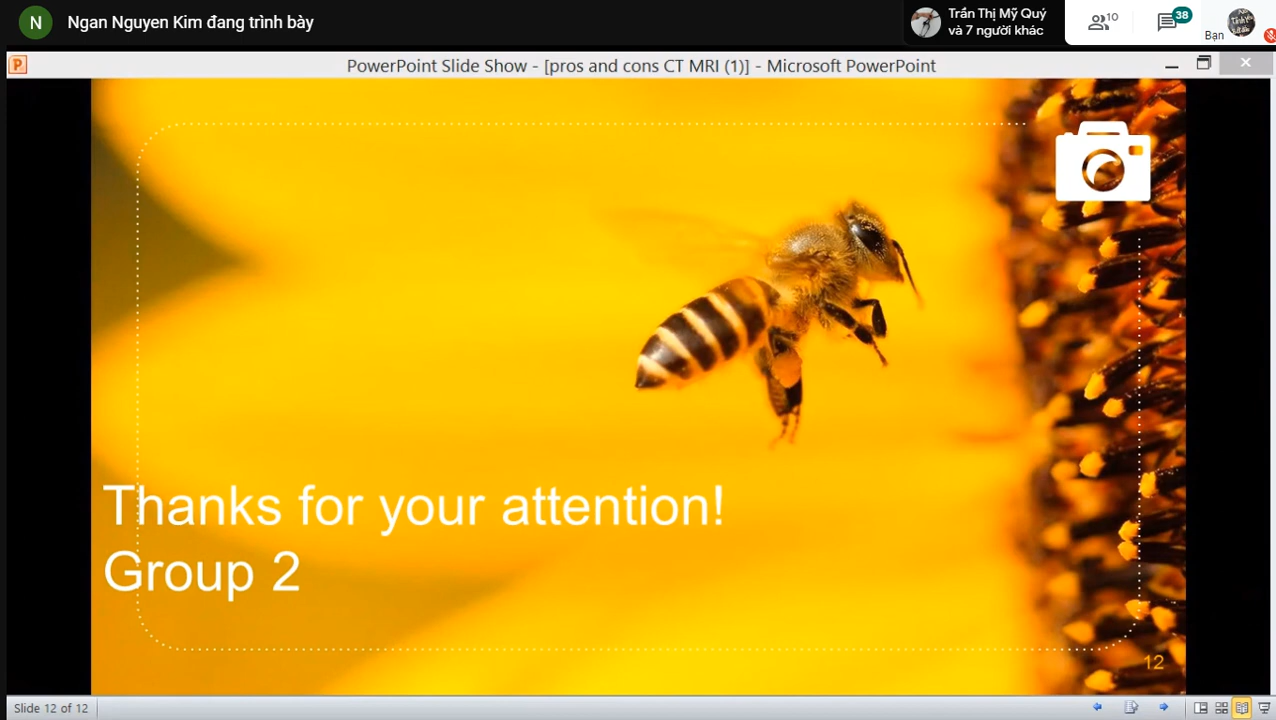 N
Ngan Nguyen Kim đang trình bày
Trần Thị Mỹ Quý
và 7 người khác
10
38
Bạn
PowerPoint Slide Show - [pros and cons CT MRI (1)] - Microsoft PowerPoint
Thanks for your attention!
Group 2
12
Slide 12 of 12